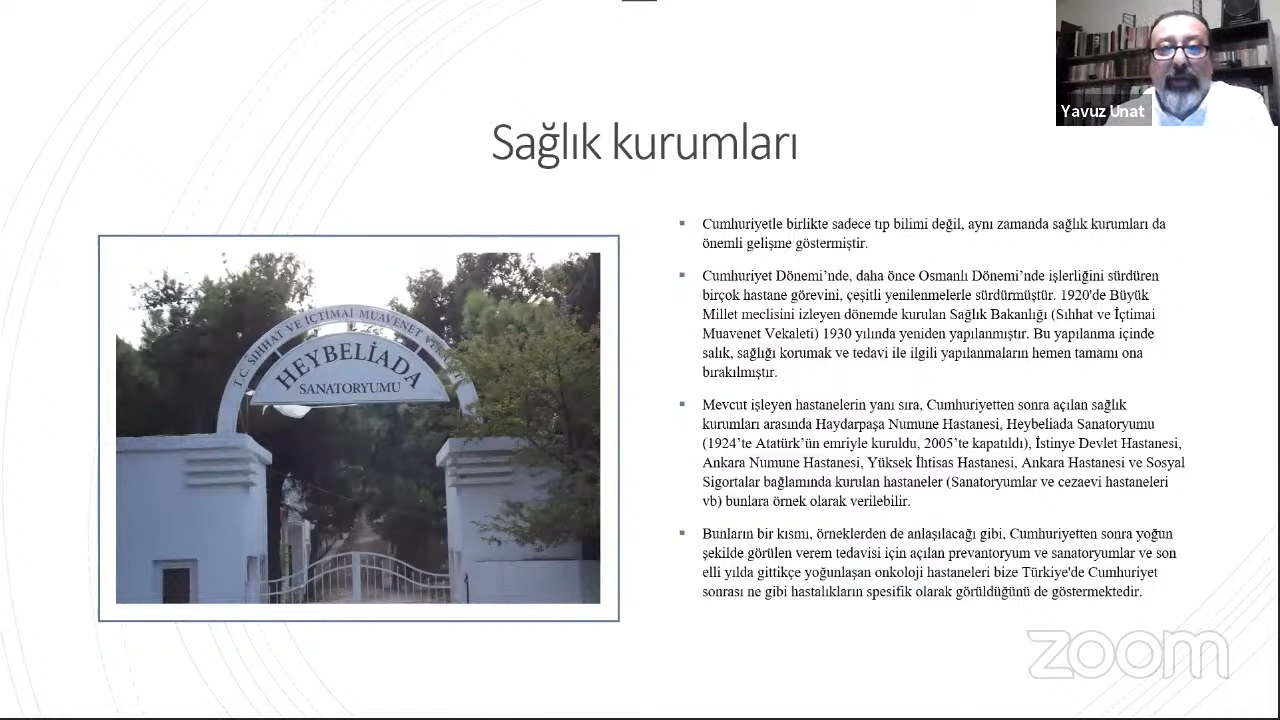 Yavuz Unat
Sağlık kurumları
T.C. SIHHAT VE İÇTİMAİ MUAVENET
HEYBELİADA
SANATORYUMU
Cumhuriyetle birlikte sadece tıp bilimi değil, aynı zamanda sağlık kurumları da
önemli gelişme göstermiştir.
Cumhuriyet Dönemi’nde, daha önce Osmanlı Dönemi’nde işlerliğini sürdüren
birçok hastane görevini, çeşitli yenilenmelerle sürdürmüştür. 1920'de Büyük
Millet meclisini izleyen dönemde kurulan Sağlık Bakanlığı (Sıhhat ve İçtimai
Muavenet Vekaleti) 1930 yılında yeniden yapılanmıştır. Bu yapılanma içinde
salık, sağlığı korumak ve tedavi ile ilgili yapılanmaların hemen tamamı ona
bırakılmıştır.
Mevcut işleyen hastanelerin yanı sıra, Cumhuriyetten sonra açılan sağlık
kurumları arasında Haydarpaşa Numune Hastanesi, Heybeliada Sanatoryumu
(1924’te Atatürk’ün emriyle kuruldu, 2005’te kapatıldı), İstinye Devlet Hastanesi,
Ankara Numune Hastanesi, Yüksek İhtisas Hastanesi, Ankara Hastanesi ve Sosyal
Sigortalar bağlamında kurulan hastaneler (Sanatoryumlar ve cezaevi hastaneleri
vb) bunlara örnek olarak verilebilir.
Bunların bir kısmı, örneklerden de anlaşılacağı gibi, Cumhuriyetten sonra yoğun
şekilde görülen verem tedavisi için açılan prevantoryum ve sanatoryumlar ve son
elli yılda gittikçe yoğunlaşan onkoloji hastaneleri bize Türkiye'de Cumhuriyet
sonrası ne gibi hastalıkların spesifik olarak görüldüğünü de göstermektedir.
zoom